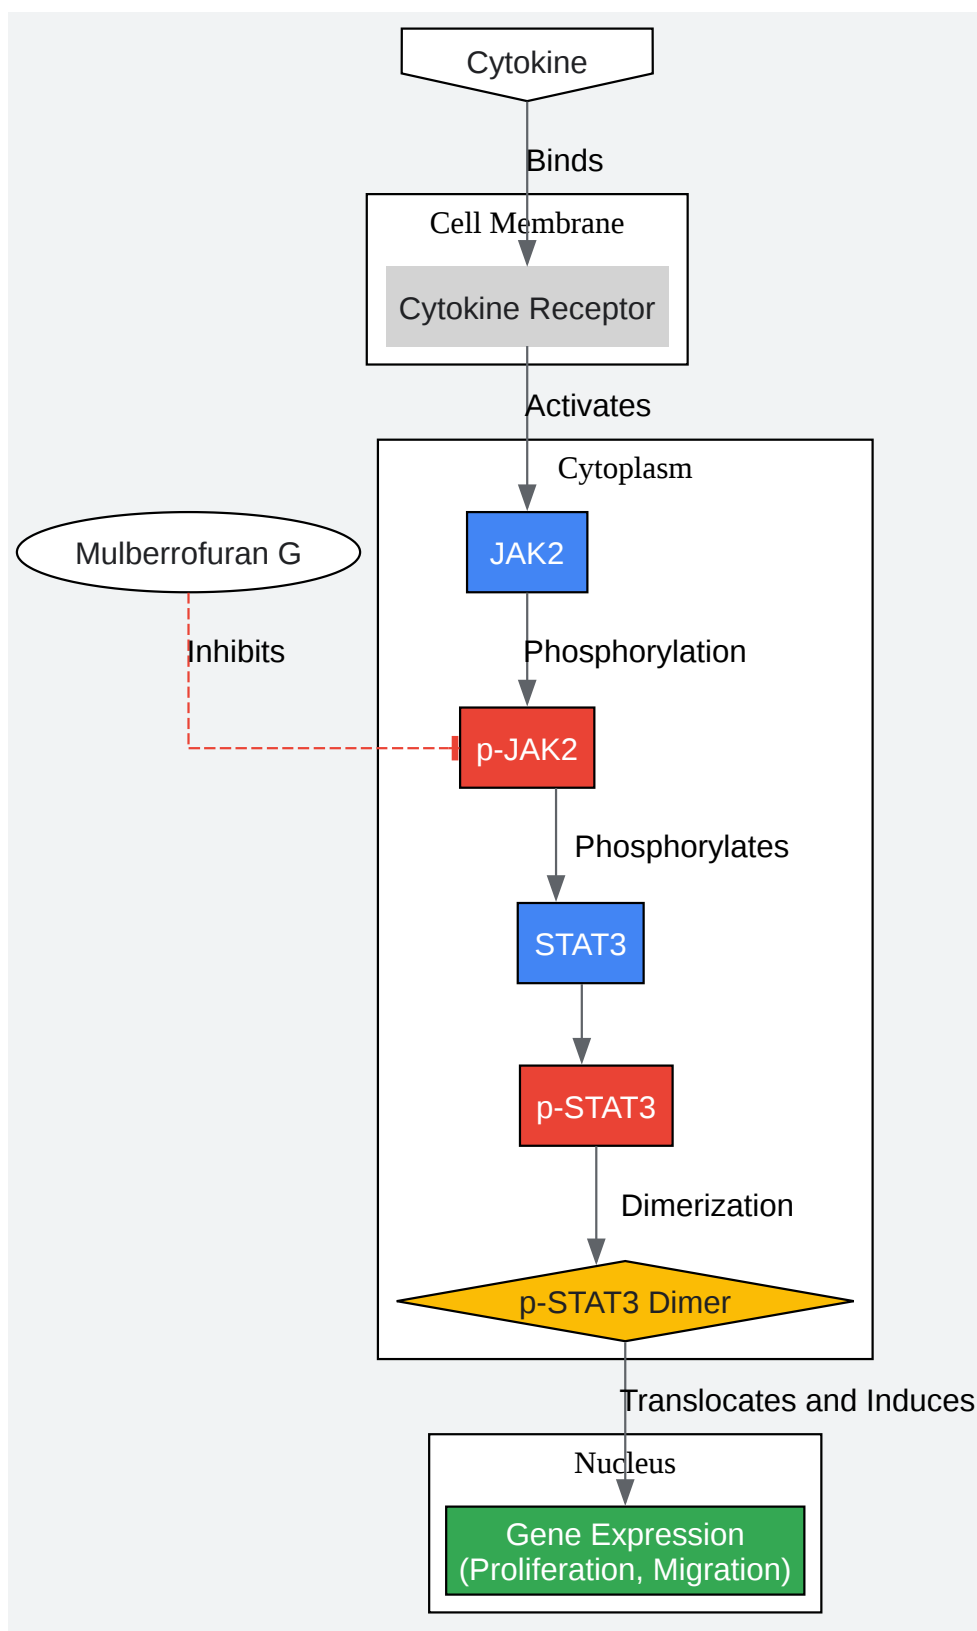 Cytokine
Binds
Cell Membrane
Cytokine Receptor
Activates
Cytoplasm
Mulberrofuran G
JAK2
Inhibits
Phosphorylation
p-JAK2
Phosphorylates
STAT3
p-STAT3
Dimerization
p-STAT3 Dimer
Translocates and Induces
Nucleus
Gene Expression
(Proliferation, Migration)